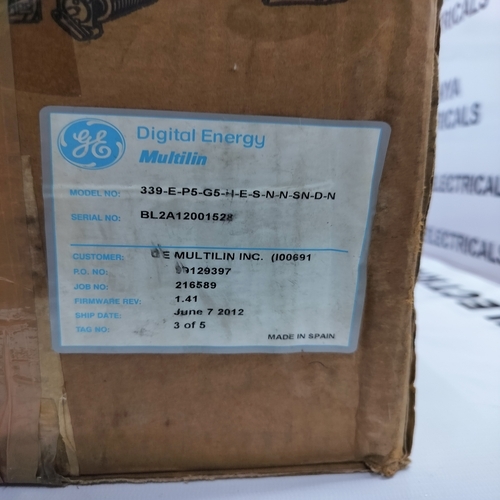 GE Digital Energy
Multilin
MODEL NO: 339-E-P5-G5-H-E-S-N-N-SN-D-N
SERIAL NO: BL2A12001528
CUSTOMER: GE MULTILIN INC. (I00691
P.O. NO: 99129397
JOB NO: 216589
FIRMWARE REV: 1.41
SHIP DATE: June 7 2012
TAG NO: 3 of 5
MADE IN SPAIN
ELECTRICALS